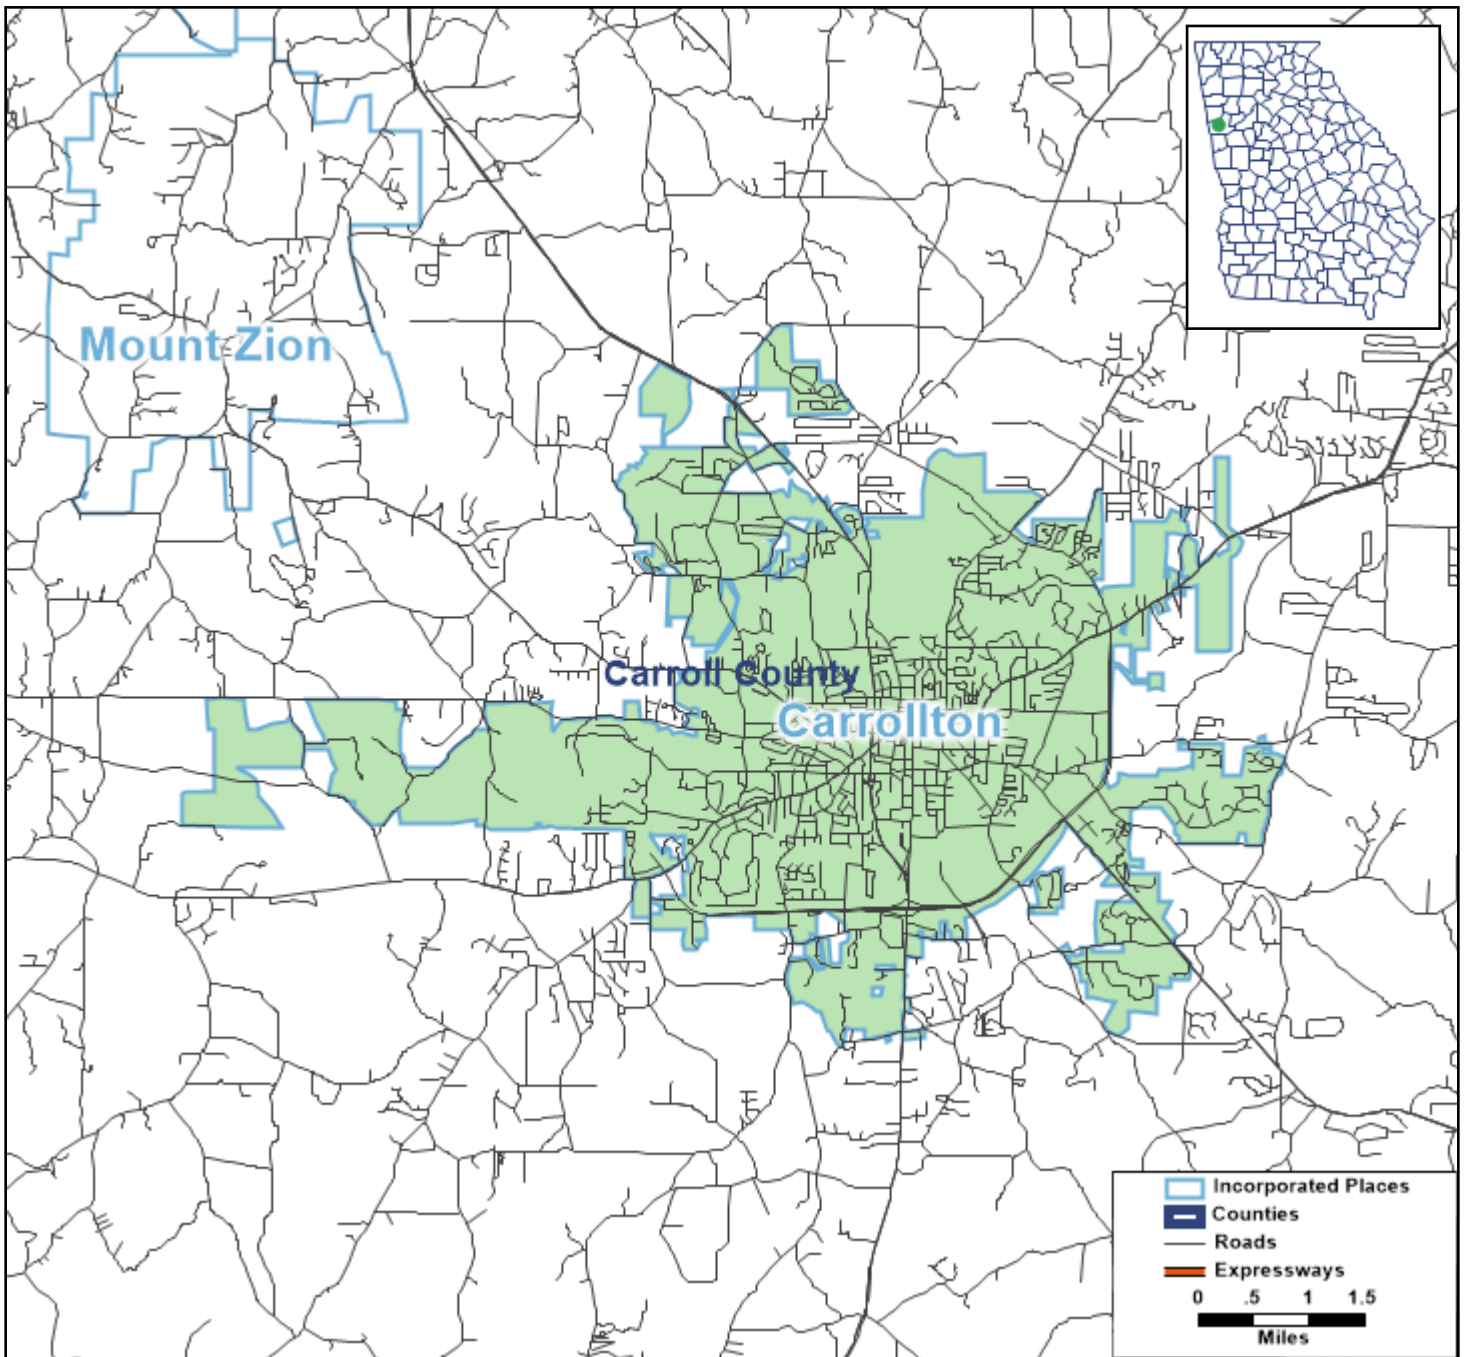 Mount Zion
Carroll County
Carrollton
Incorporated Places
Counties
Roads
Expressways
0 .5 1 1.5
Miles